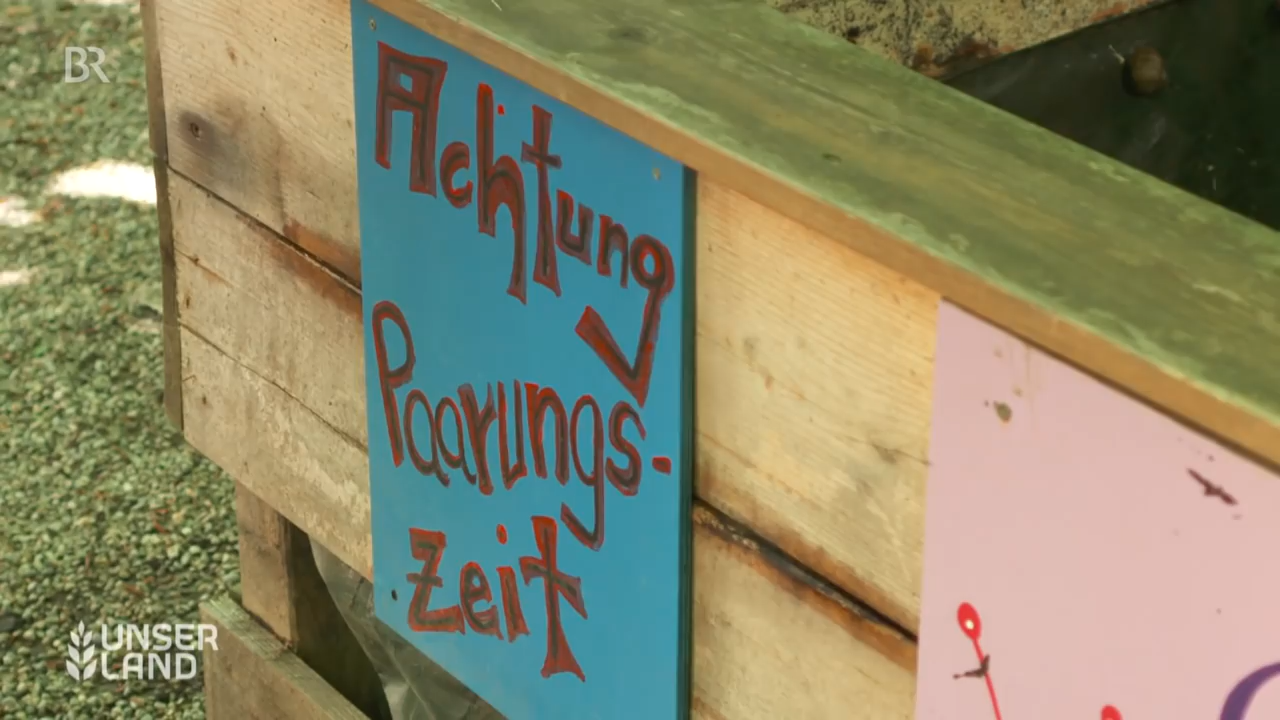 BR
Achtung
Paarungs-
zeit
UNSER
LAND